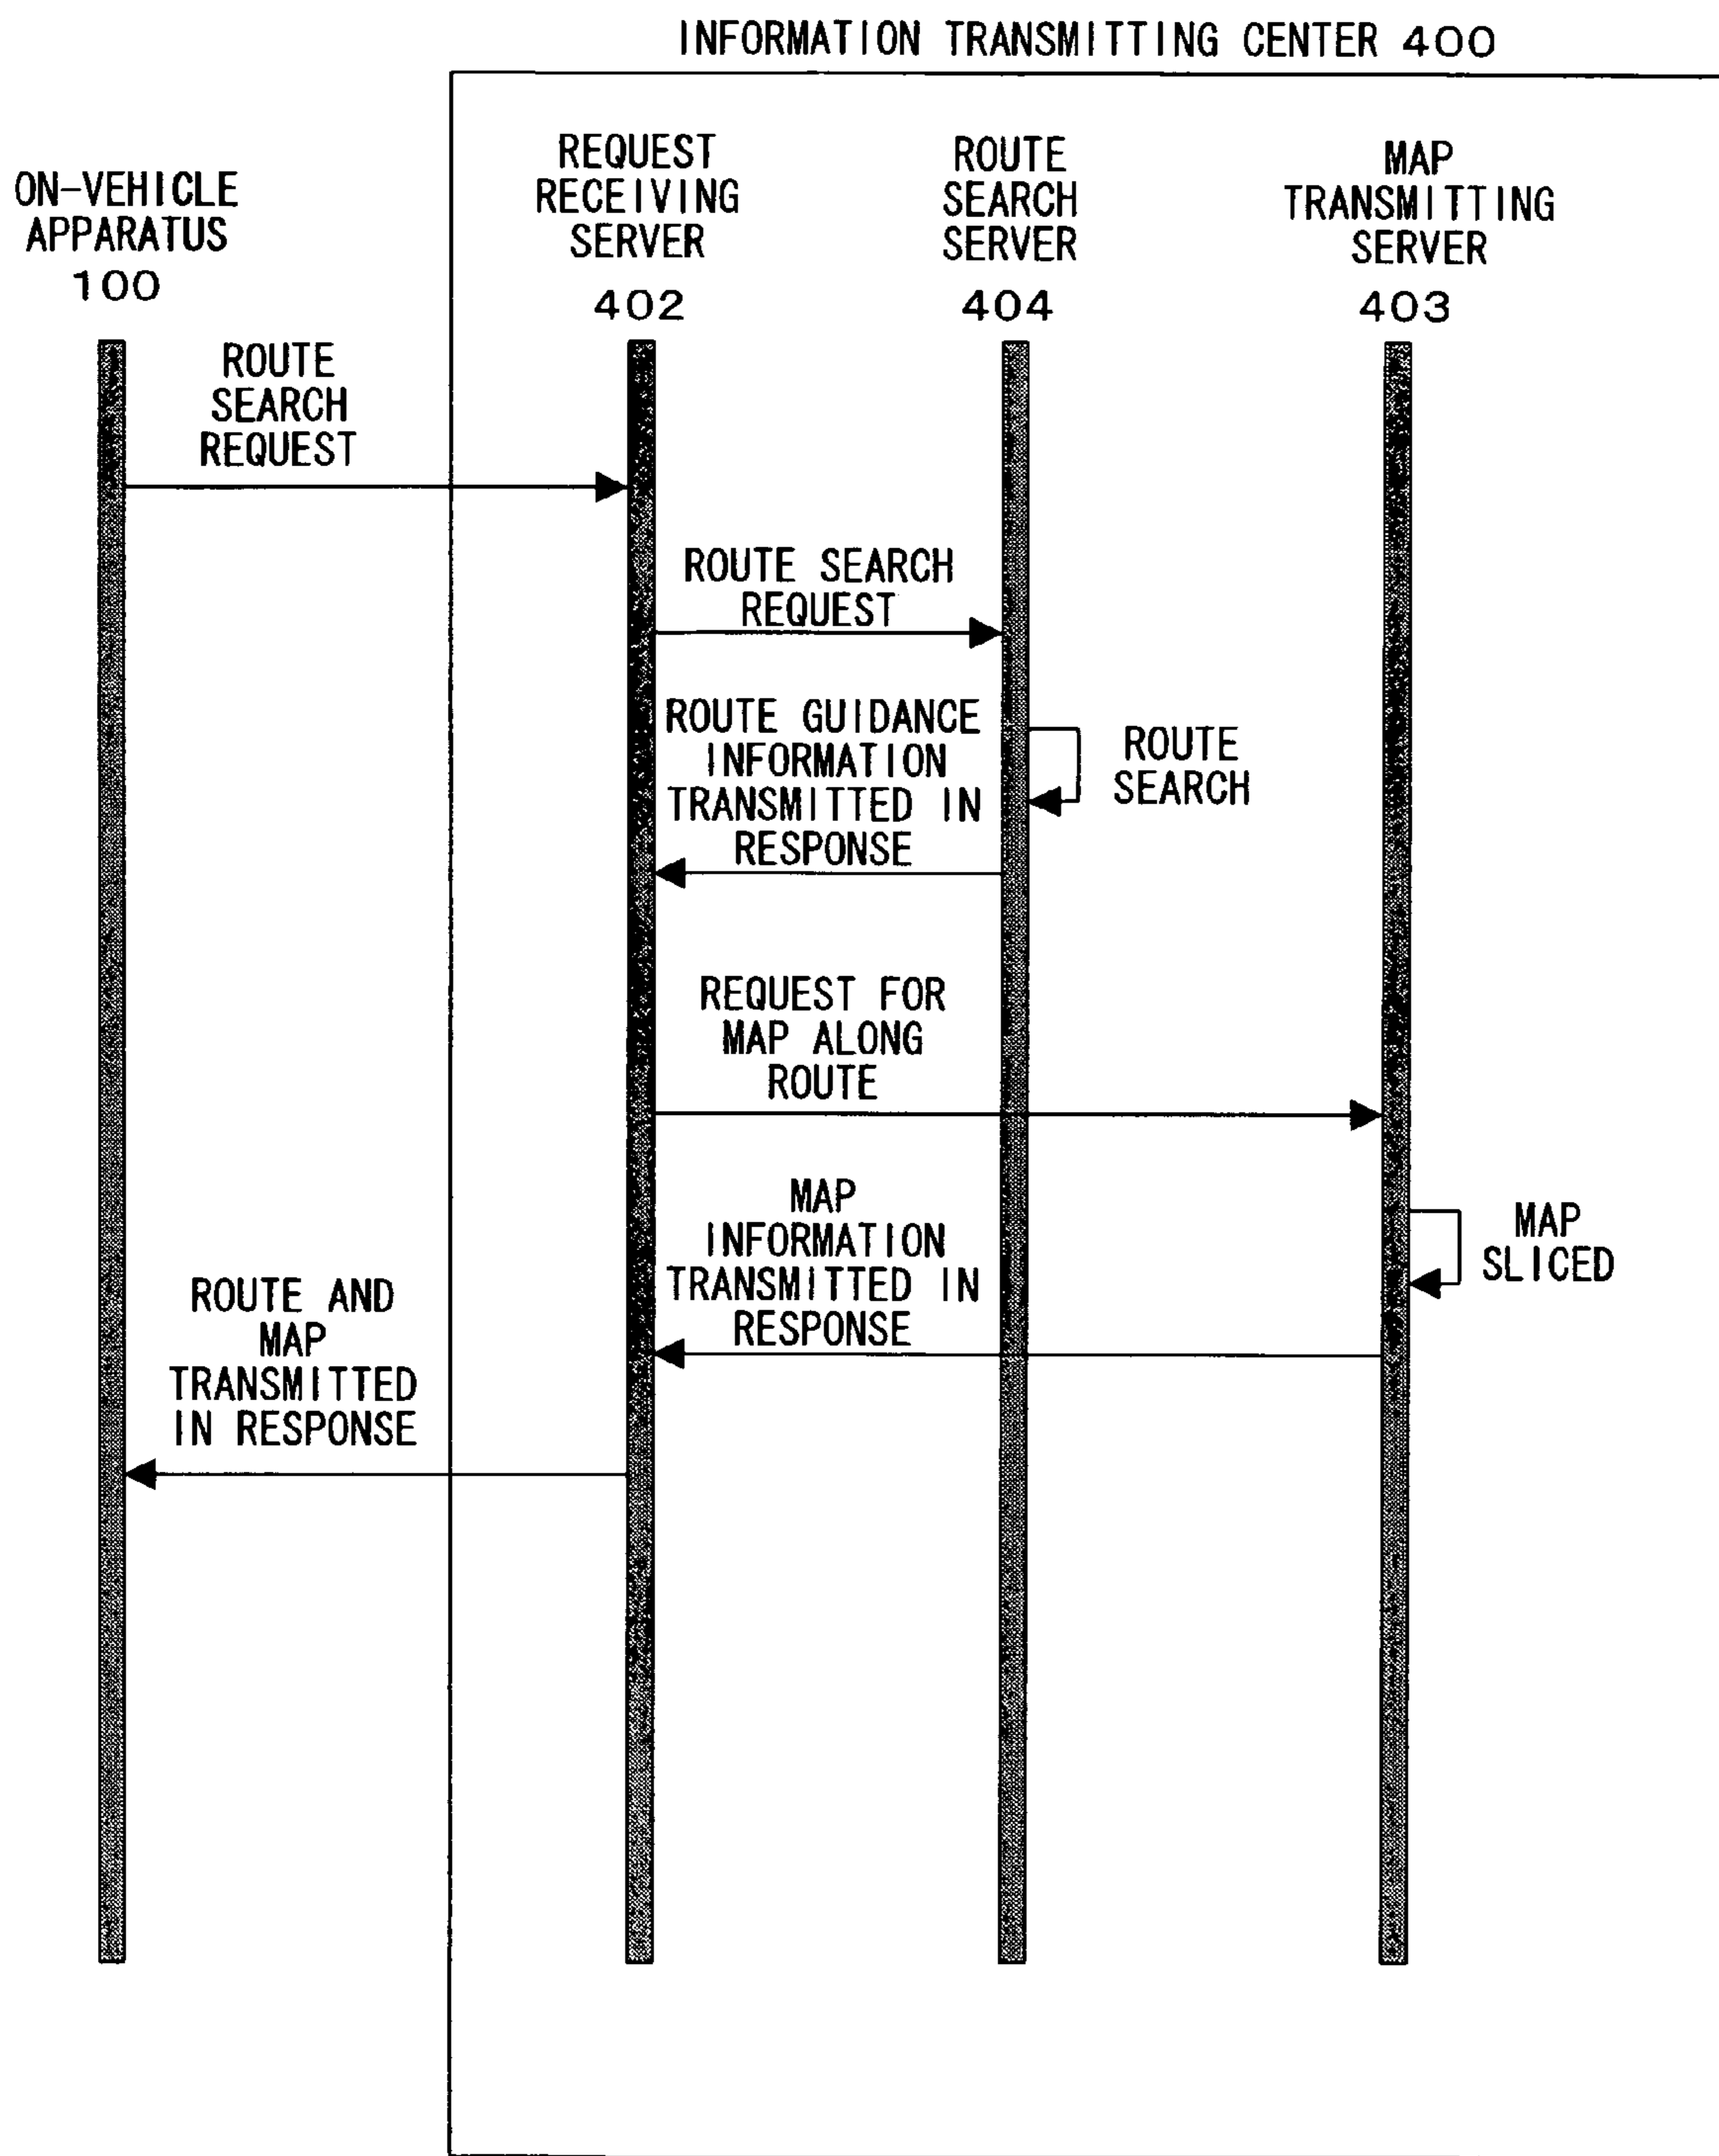 INFORMATION TRANSMITTING CENTER 400
ON-VEHICLE
APPARATUS
100
REQUEST
RECEIVING
SERVER
402
ROUTE
SEARCH
SERVER
404
MAP
TRANSMITTING
SERVER
403
ROUTE
SEARCH
REQUEST
ROUTE SEARCH
REQUEST
ROUTE GUIDANCE
INFORMATION
TRANSMITTED IN
RESPONSE
ROUTE
SEARCH
REQUEST FOR
MAP ALONG
ROUTE
MAP
INFORMATION
TRANSMITTED IN
RESPONSE
MAP
SLICED
ROUTE AND
MAP
TRANSMITTED
IN RESPONSE